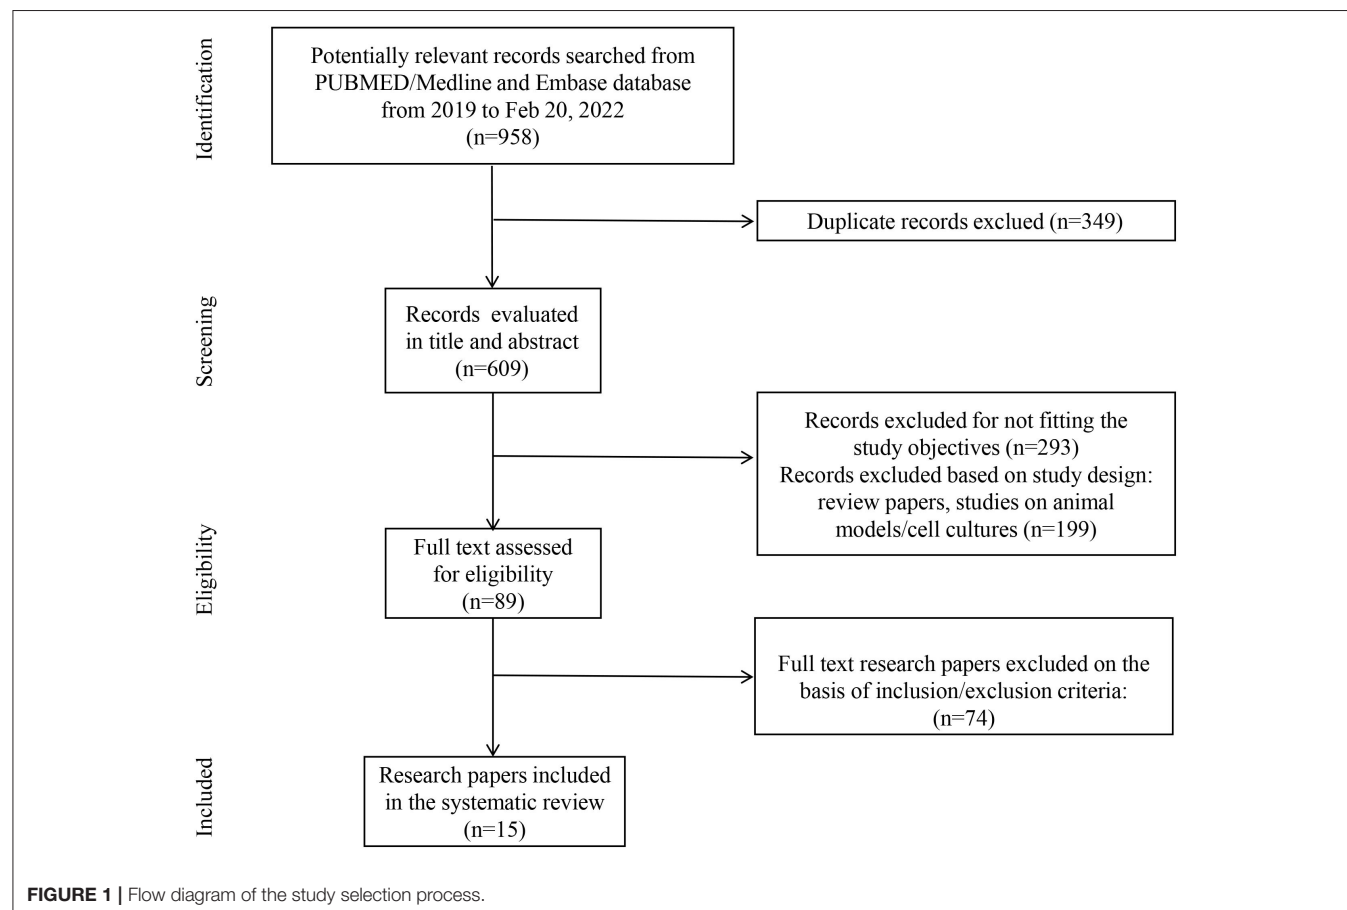 Identification
Potentially relevant records searched from
PUBMED/Medline and Embase database
from 2019 to Feb 20, 2022
(n=958)
Duplicate records exclued (n=349)
Screening
Records evaluated
in title and abstract
(n=609)
Records excluded for not fitting the
study objectives (n=293)
Records excluded based on study design:
review papers, studies on animal
models/cell cultures (n=199)
Eligibility
Full text assessed
for eligibility
(n=89)
Full text research papers excluded on the
basis of inclusion/exclusion criteria:
(n=74)
Included
Research papers included
in the systematic review
(n=15)
FIGURE 1 | Flow diagram of the study selection process.